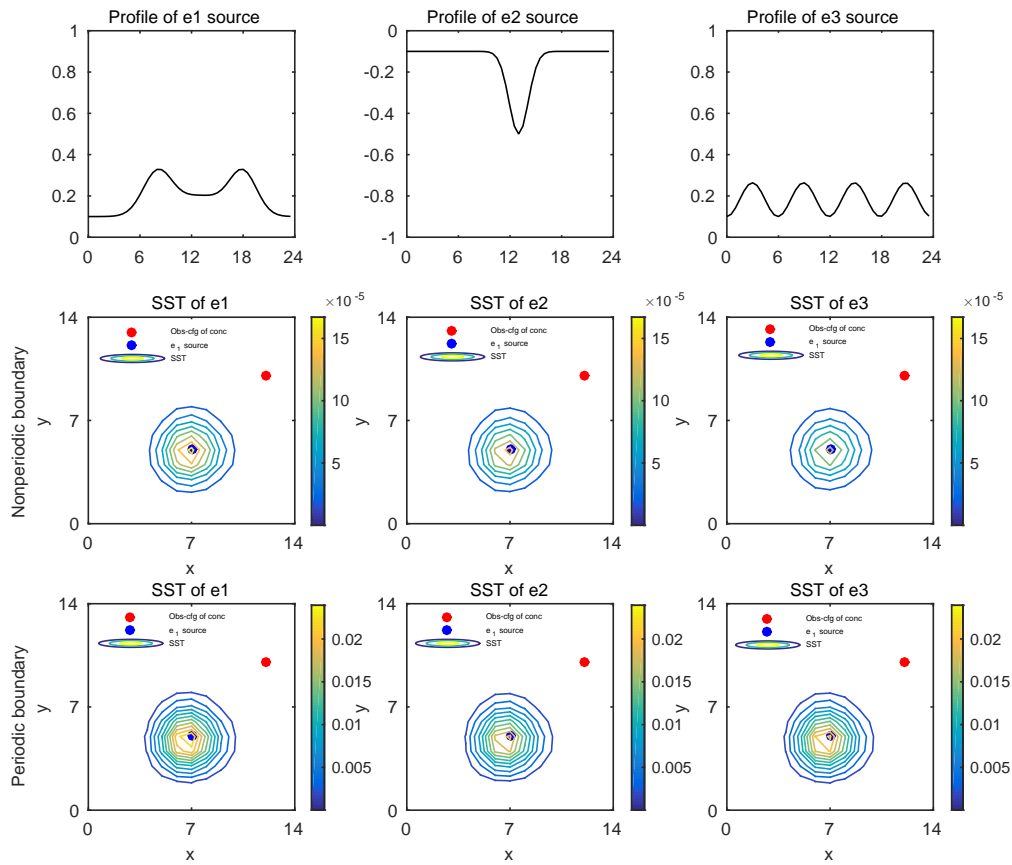 Profile of e1 source
Profile of e2 source
Profile of e3 source
1
0.8
0.6
0.4
0.2
0
0 6 12 18 24
0
-0.2
-0.4
-0.6
-0.8
-1
0 6 12 18 24
1
0.8
0.6
0.4
0.2
0
0 6 12 18 24
Nonperiodic boundary
SST of e1
×10 -5
14
7
0
y
Obs-cfg of conc
e 1 source
SST
0 7 14
x
15
10
5
SST of e2
×10 -5
14
7
0
y
Obs-cfg of conc
e 1 source
SST
0 7 14
x
15
10
5
SST of e3
×10 -5
14
7
0
y
Obs-cfg of conc
e 1 source
SST
0 7 14
x
15
10
5
Periodic boundary
SST of e1
14
7
0
y
Obs-cfg of conc
e 1 source
SST
0 7 14
x
0.02
0.015
0.01
0.005
SST of e2
14
7
0
y
Obs-cfg of conc
e 1 source
SST
0 7 14
x
0.02
0.015
0.01
0.005
SST of e3
14
7
0
y
Obs-cfg of conc
e 1 source
SST
0 7 14
x
0.02
0.015
0.01
0.005